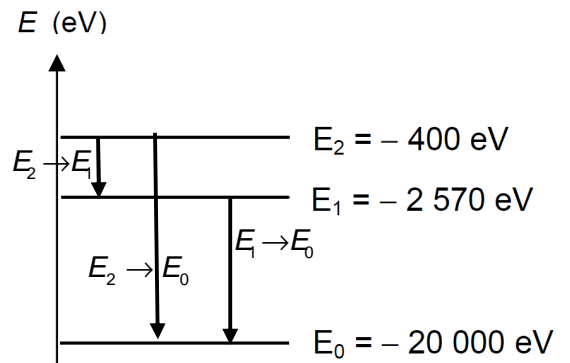 E (eV)
E₂ = − 400 eV
E₂ → E₁
E₁ = − 2 570 eV
E₁ → E₀
E₂ → E₀
E₀ = − 20 000 eV